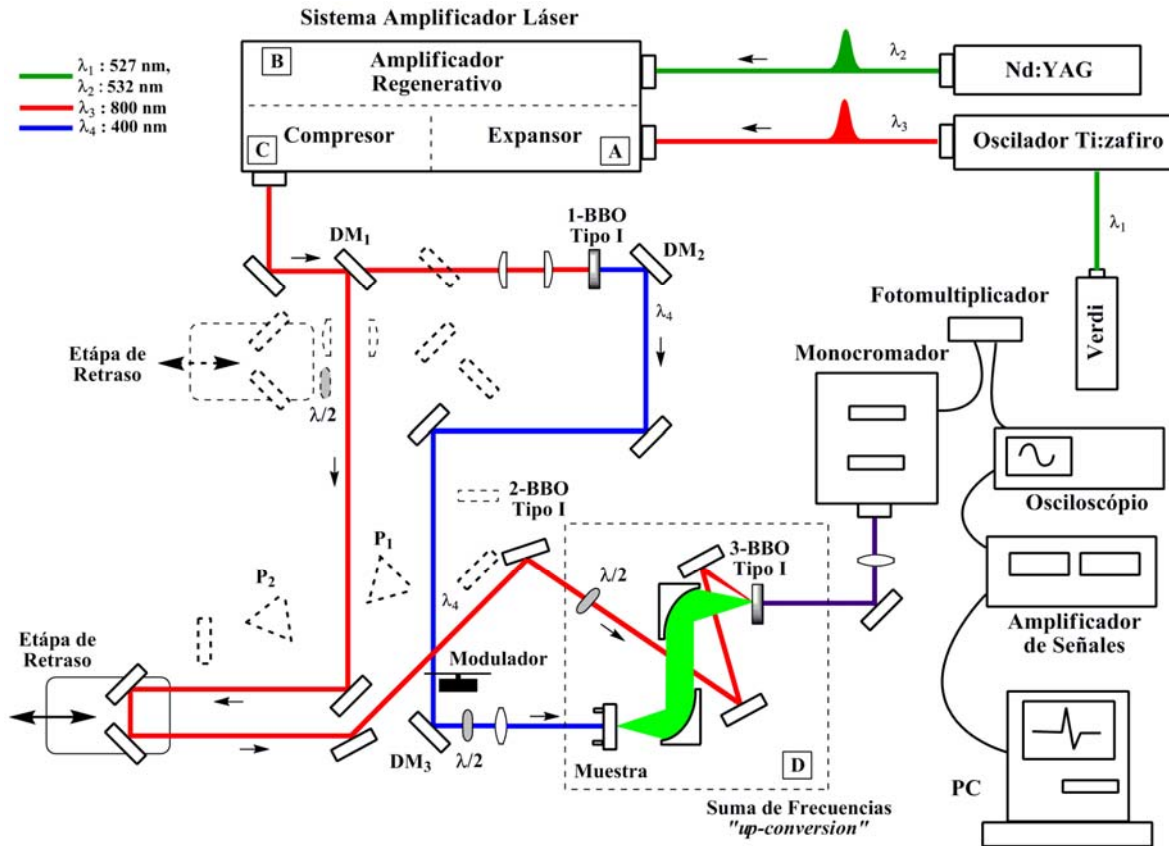 Sistema Amplificador Láser
λ1 : 527 nm,
λ2 : 532 nm
λ3 : 800 nm
λ4 : 400 nm
B
Amplificador
Regenerativo
C
Compresor
Expansor
A
λ2
Nd:YAG
λ3
Oscilador Ti:zafiro
λ1
Verdi
DM1
1-BBO
Tipo I
DM2
λ4
Etápa de
Retraso
λ/2
Fotomultiplicador
Monocromador
Osciloscópio
Amplificador
de Señales
PC
2-BBO
Tipo I
P1
P2
λ4
λ/2
3-BBO
Tipo I
Etápa de
Retraso
Modulador
DM3
λ/2
Muestra
D
Suma de Frecuencias
"up-conversion"